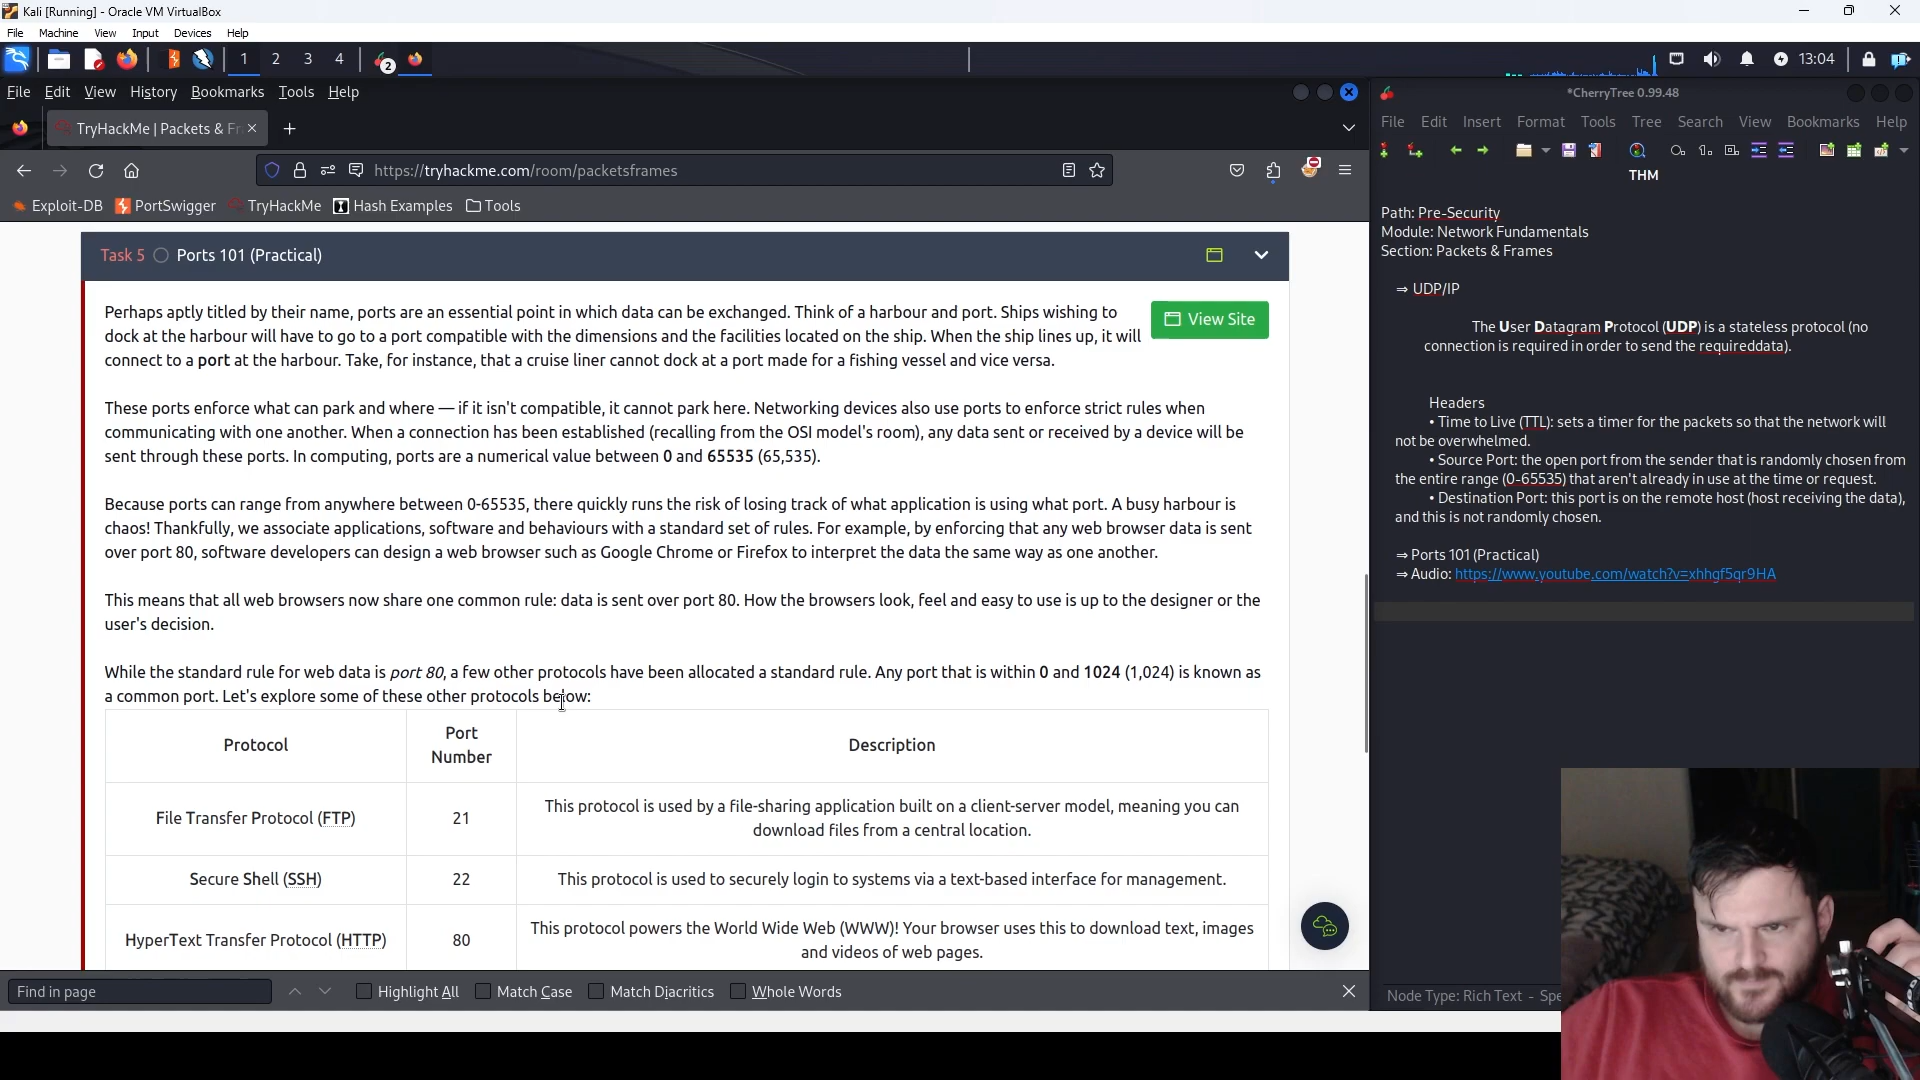 Kali [Running] - Oracle VM VirtualBox
File Machine View Input Devices Help
1 2 3 4 2 13:04
File Edit View History Bookmarks Tools Help
TryHackMe | Packets & Fr
https://tryhackme.com/room/packetsframes
Exploit-DB PortSwigger TryHackMe Hash Examples Tools
Task 5 Ports 101 (Practical)
View Site
Perhaps aptly titled by their name, ports are an essential point in which data can be exchanged. Think of a harbour and port. Ships wishing to
dock at the harbour will have to go to a port compatible with the dimensions and the facilities located on the ship. When the ship lines up, it will
connect to a port at the harbour. Take, for instance, that a cruise liner cannot dock at a port made for a fishing vessel and vice versa.
These ports enforce what can park and where — if it isn't compatible, it cannot park here. Networking devices also use ports to enforce strict rules when
communicating with one another. When a connection has been established (recalling from the OSI model's room), any data sent or received by a device will be
sent through these ports. In computing, ports are a numerical value between 0 and 65535 (65,535).
Because ports can range from anywhere between 0-65535, there quickly runs the risk of losing track of what application is using what port. A busy harbour is
chaos! Thankfully, we associate applications, software and behaviours with a standard set of rules. For example, by enforcing that any web browser data is sent
over port 80, software developers can design a web browser such as Google Chrome or Firefox to interpret the data the same way as one another.
This means that all web browsers now share one common rule: data is sent over port 80. How the browsers look, feel and easy to use is up to the designer or the
user's decision.
While the standard rule for web data is port 80, a few other protocols have been allocated a standard rule. Any port that is within 0 and 1024 (1,024) is known as
a common port. Let's explore some of these other protocols below:
Protocol Port Number Description
File Transfer Protocol (FTP) 21 This protocol is used by a file-sharing application built on a client-server model, meaning you can
download files from a central location.
Secure Shell (SSH) 22 This protocol is used to securely login to systems via a text-based interface for management.
HyperText Transfer Protocol (HTTP) 80 This protocol powers the World Wide Web (WWW)! Your browser uses this to download text, images
and videos of web pages.
Find in page Highlight All Match Case Match Diacritics Whole Words
*CherryTree 0.99.48
File Edit Insert Format Tools Tree Search View Bookmarks Help
THM
Path: Pre-Security
Module: Network Fundamentals
Section: Packets & Frames
⇒ UDP/IP
The User Datagram Protocol (UDP) is a stateless protocol (no
connection is required in order to send the requireddata).
Headers
• Time to Live (TTL): sets a timer for the packets so that the network will
not be overwhelmed.
• Source Port: the open port from the sender that is randomly chosen from
the entire range (0-65535) that aren't already in use at the time or request.
• Destination Port: this port is on the remote host (host receiving the data),
and this is not randomly chosen.
⇒ Ports 101 (Practical)
⇒ Audio: https://www.youtube.com/watch?v=xhhgf5qr9HA
Node Type: Rich Text - Spe